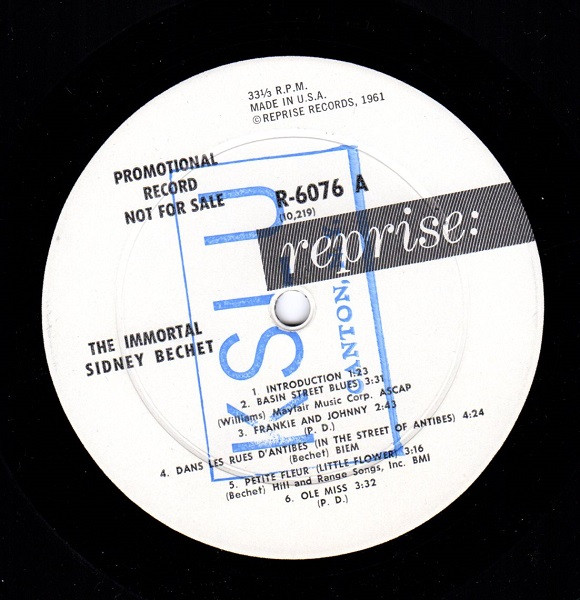 33⅓ R.P.M.
MADE IN U.S.A.
©REPRISE RECORDS, 1961
PROMOTIONAL
RECORD
NOT FOR SALE
R-6076 A
(10,219)
reprise:
KSLU
CANTON,
THE IMMORTAL
SIDNEY BECHET
1. INTRODUCTION 1:23
2. BASIN STREET BLUES 3:31
(Williams) Mayfair Music Corp. ASCAP
3. FRANKIE AND JOHNNY 2:43
(P. D.)
4. DANS LES RUES D'ANTIBES (IN THE STREET OF ANTIBES) 4:24
(Bechet) BIEM
5. PETITE FLEUR (LITTLE FLOWER) 3:16
(Bechet) Hill and Range Songs, Inc. BMI
6. OLE MISS 3:32
(P. D.)